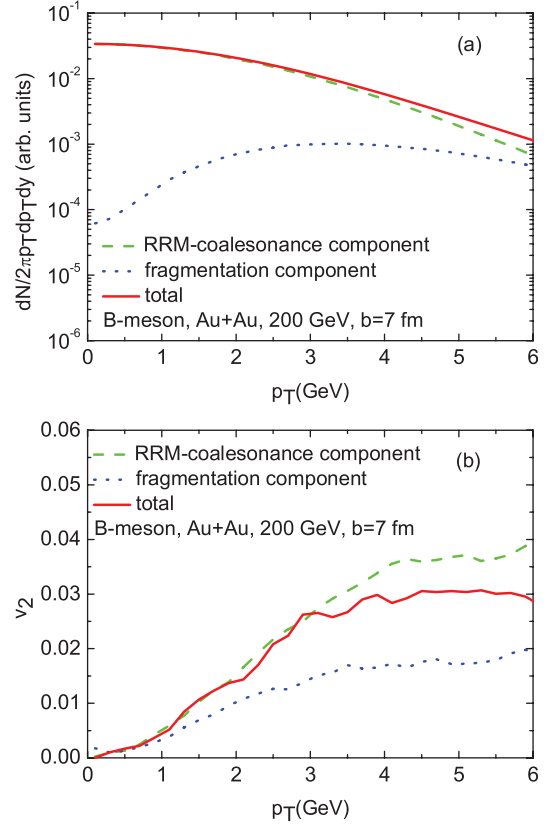 10⁻¹
10⁻²
10⁻³
10⁻⁴
10⁻⁵
10⁻⁶
dN/2πp_Tdp_Tdy (arb. units)
(a)
RRM-coalesonance component
fragmentation component
total
B-meson, Au+Au, 200 GeV, b=7 fm
0 1 2 3 4 5 6
p_T(GeV)
0.06
0.05
0.04
0.03
0.02
0.01
0.00
v₂
RRM-coalesonance component
(b)
fragmentation component
total
B-meson, Au+Au, 200 GeV, b=7 fm
0 1 2 3 4 5 6
p_T(GeV)